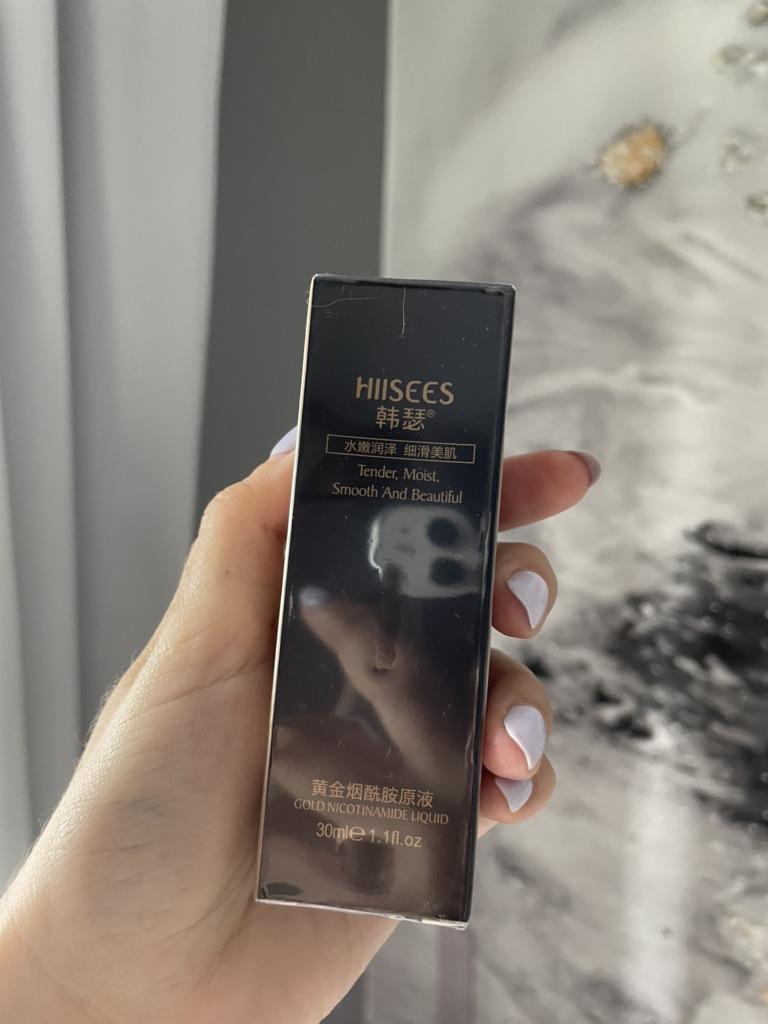 HIISEES
韩瑟®
水嫩润泽 细滑美肌
Tender, Moist,
Smooth And Beautiful
黄金烟酰胺原液
GOLD NICOTINAMIDE LIQUID
30ml℮1.1fl.oz